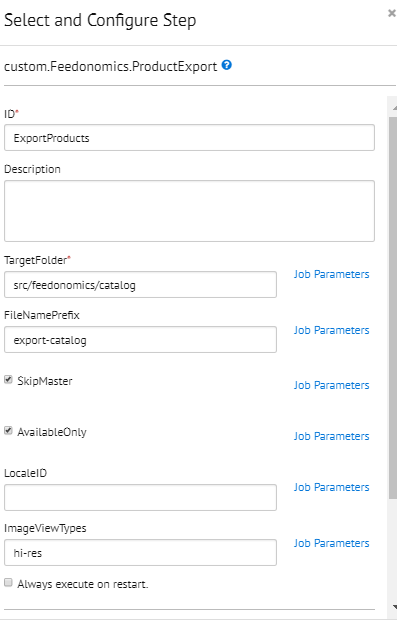 Select and Configure Step
×
custom.Feedonomics.ProductExport ?
ID*
ExportProducts
Description
TargetFolder*
src/feedonomics/catalog Job Parameters
FileNamePrefix
export-catalog Job Parameters
SkipMaster Job Parameters
AvailableOnly Job Parameters
LocaleID
Job Parameters
ImageViewTypes
hi-res Job Parameters
Always execute on restart.